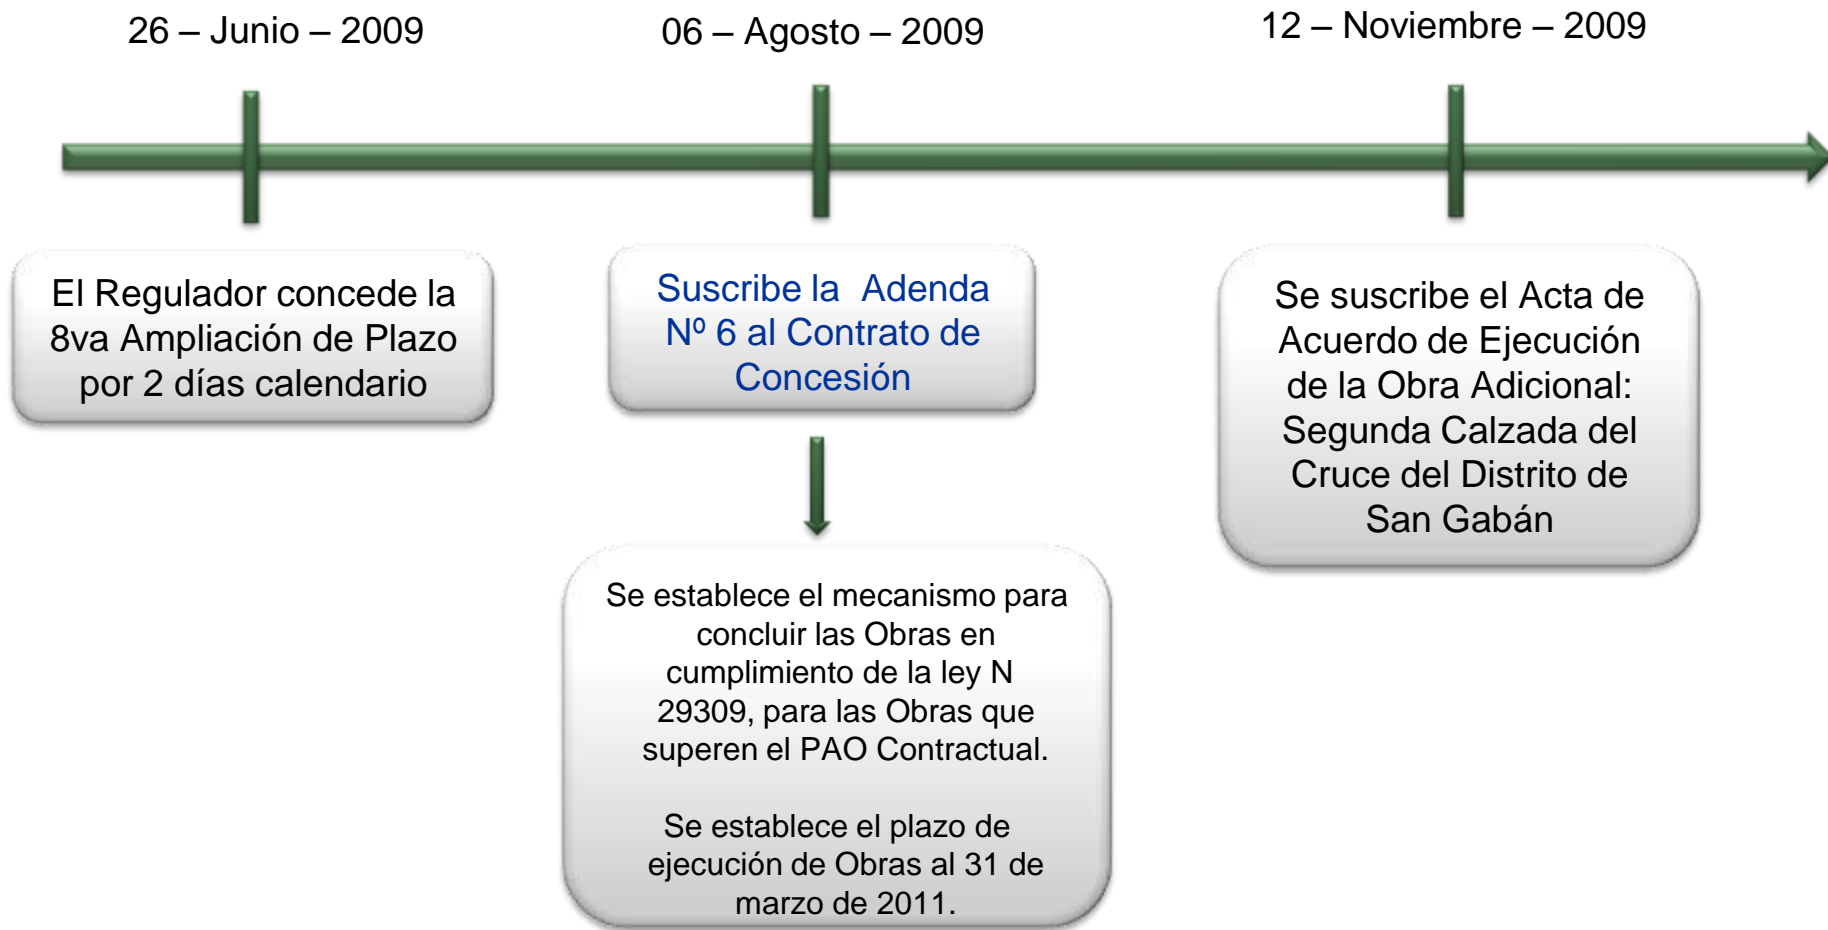 26 – Junio – 2009
06 – Agosto – 2009
12 – Noviembre – 2009
El Regulador concede la
8va Ampliación de Plazo
por 2 días calendario
Suscribe la Adenda
Nº 6 al Contrato de
Concesión
Se suscribe el Acta de
Acuerdo de Ejecución
de la Obra Adicional:
Segunda Calzada del
Cruce del Distrito de
San Gabán
Se establece el mecanismo para
concluir las Obras en
cumplimiento de la ley N
29309, para las Obras que
superen el PAO Contractual.
Se establece el plazo de
ejecución de Obras al 31 de
marzo de 2011.